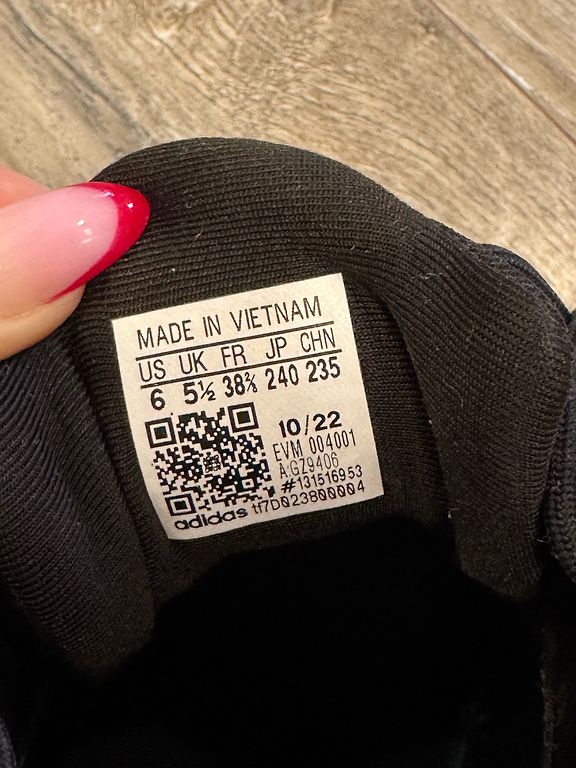 MADE IN VIETNAM
US UK FR JP CHN
6 5½ 38⅔ 240 235
10/22
EVM 004001
A:GZ9406
#131516953
adidas tf7D023800004